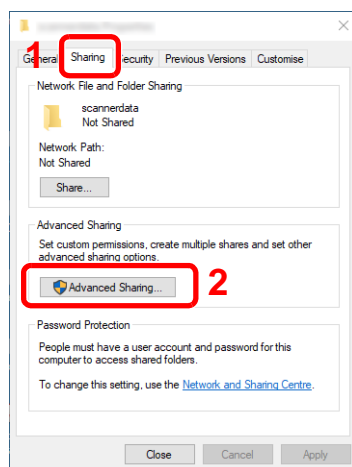 1
General Sharing Security Previous Versions Customise
Network File and Folder Sharing
scannerdata
Not Shared
Network Path:
Not Shared
Share...
Advanced Sharing
Set custom permissions, create multiple shares and set other
advanced sharing options.
Advanced Sharing...
2
Password Protection
People must have a user account and password for this
computer to access shared folders.
To change this setting, use the Network and Sharing Centre.
Close Cancel Apply